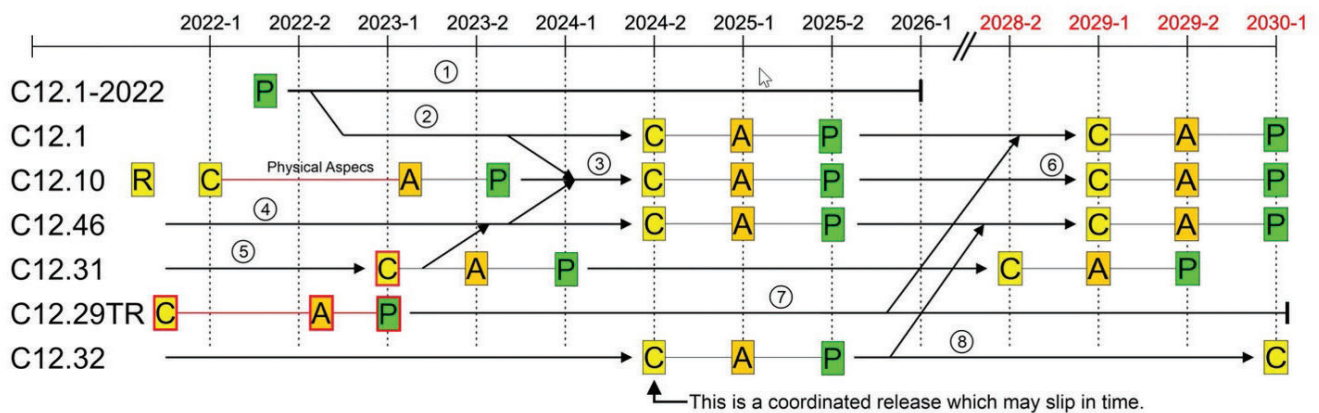 2022-1 2022-2 2023-1 2023-2 2024-1 2024-2 2025-1 2025-2 2026-1 2028-2 2029-1 2029-2 2030-1
①
C12.1-2022 P
C12.1 ② C A P C A P
Physical Aspecs
C12.10 R C A P ③ C A P ⑥ C A P
C12.46 ④ C A P C A P
C12.31 ⑤ C A P C A P
C12.29TR C A P ⑦
C12.32 C A P ⑧ C
This is a coordinated release which may slip in time.